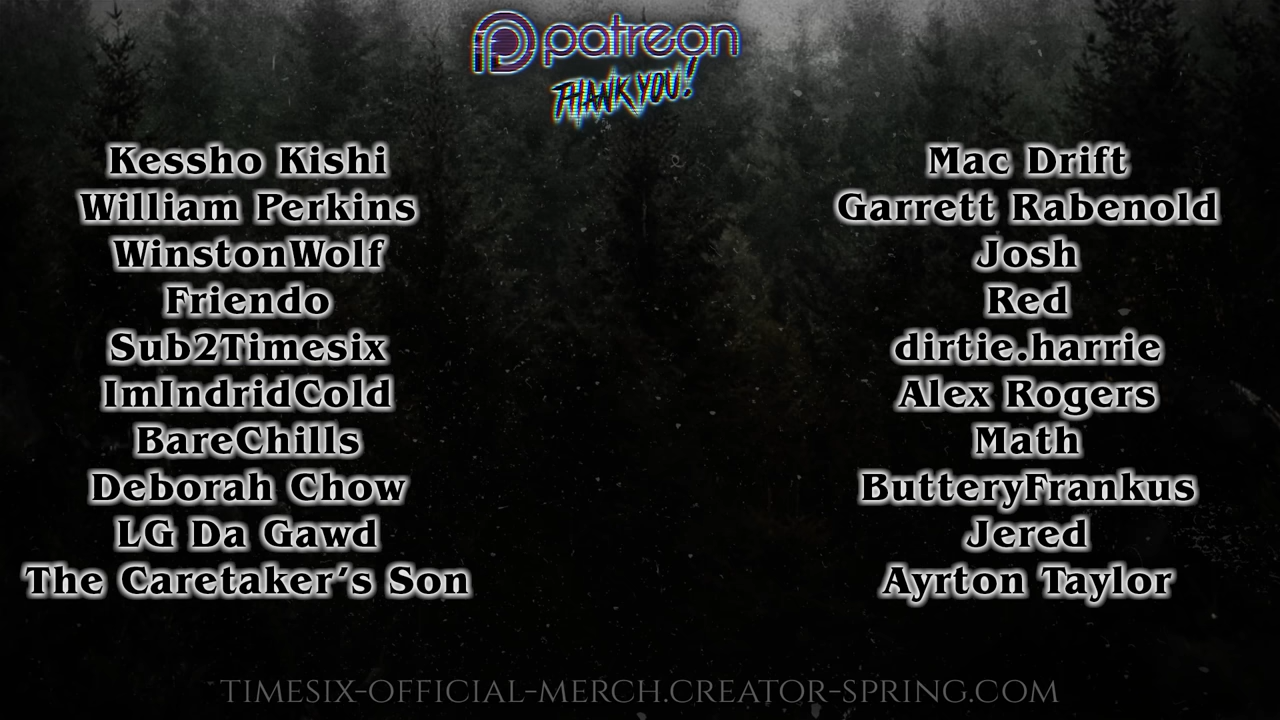 patreon
THANK YOU!
Kessho Kishi
William Perkins
WinstonWolf
Friendo
Sub2Timesix
ImIndridCold
BareChills
Deborah Chow
LG Da Gawd
The Caretaker’s Son
Mac Drift
Garrett Rabenold
Josh
Red
dirtie.harrie
Alex Rogers
Math
ButteryFrankus
Jered
Ayrton Taylor
TIMESIX-OFFICIAL-MERCH.CREATOR-SPRING.COM